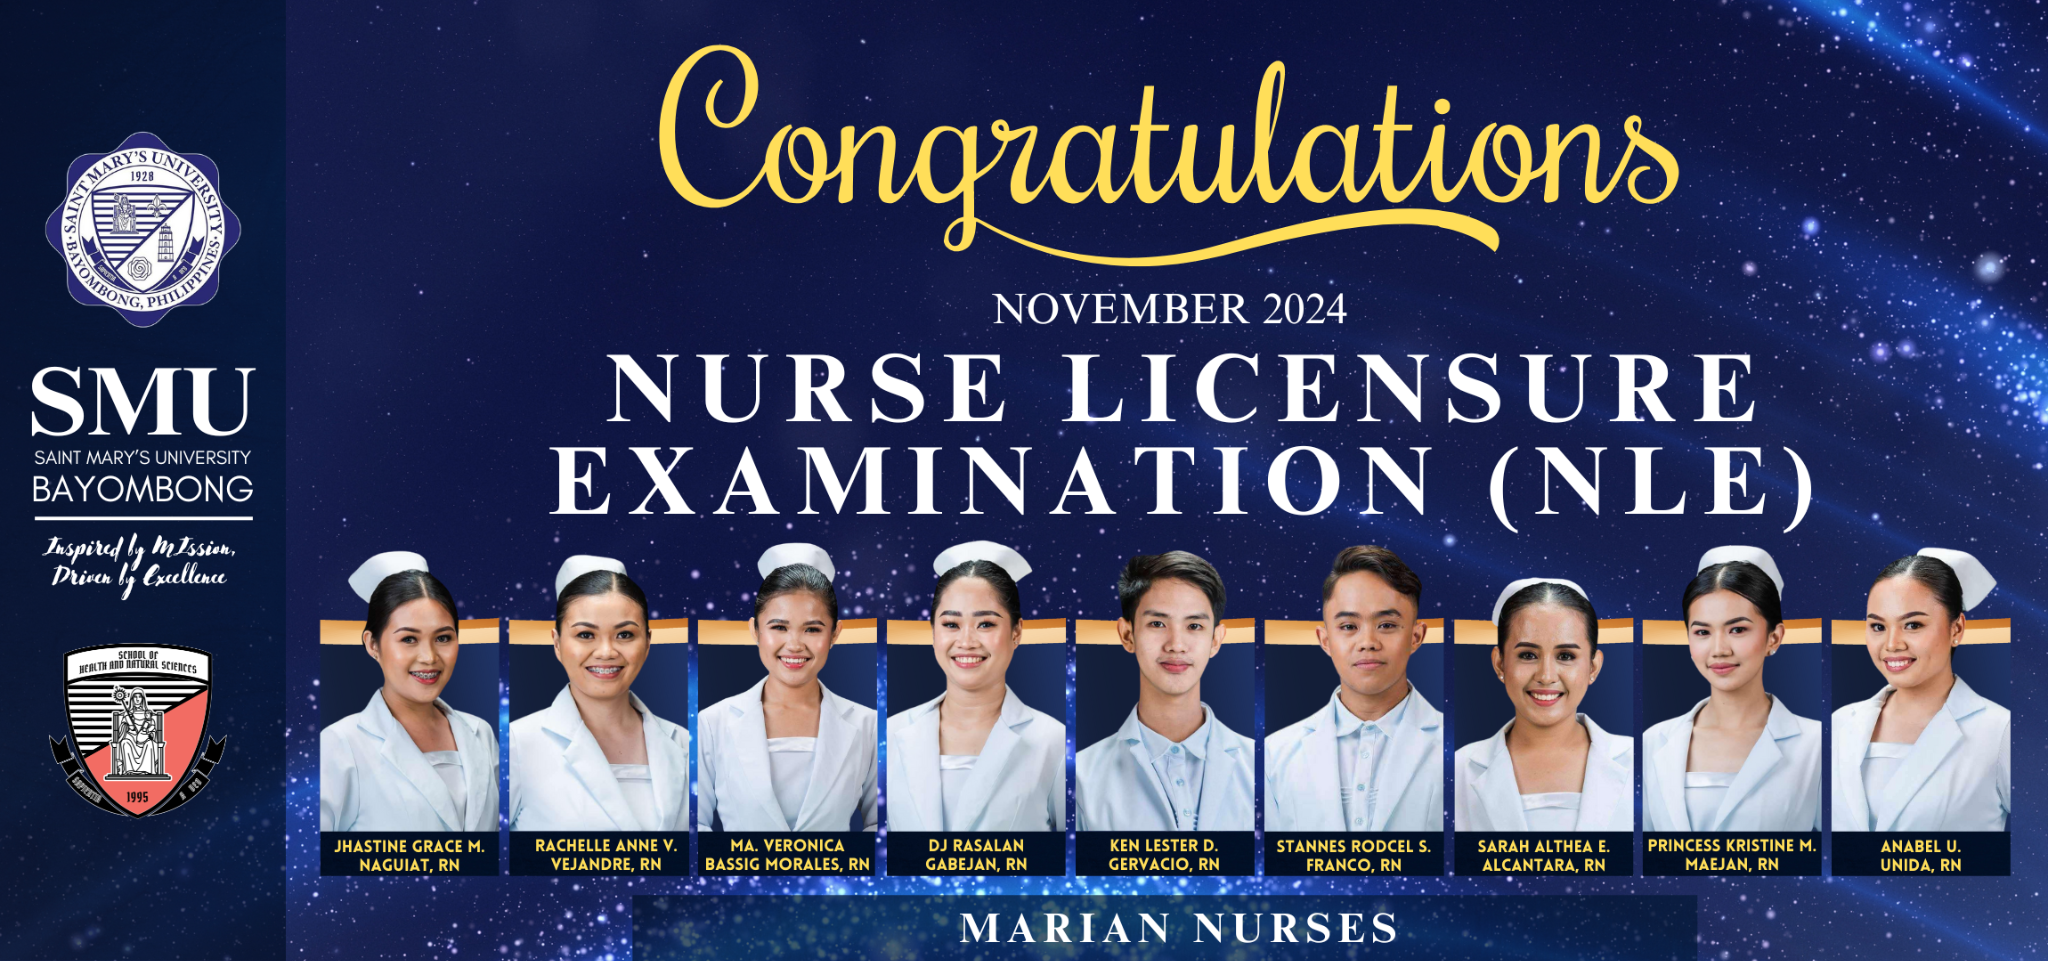 SAINT MARY'S UNIVERSITY
1928
BAYOMBONG, PHILIPPINES
SMU
SAINT MARY'S UNIVERSITY
BAYOMBONG
Inspired by MIssion,
Driven by Excellence
SCHOOL OF
HEALTH AND NATURAL SCIENCES
SAPIENTIA A DEO
1995
Congratulations
NOVEMBER 2024
NURSE LICENSURE
EXAMINATION (NLE)
JHASTINE GRACE M.
NAGUIAT, RN
RACHELLE ANNE V.
VEJANDRE, RN
MA. VERONICA
BASSIG MORALES, RN
DJ RASALAN
GABEJAN, RN
KEN LESTER D.
GERVACIO, RN
STANNES RODCEL S.
FRANCO, RN
SARAH ALTHEA E.
ALCANTARA, RN
PRINCESS KRISTINE M.
MAEJAN, RN
ANABEL U.
UNIDA, RN
MARIAN NURSES